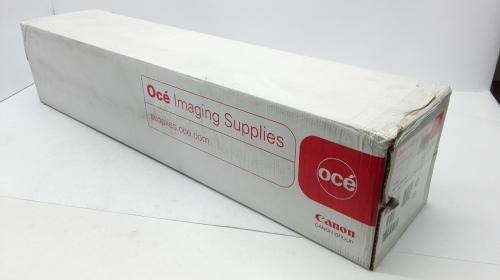 Océ Imaging Supplies
supplies.oce.com
océ
Canon
CANON GROUP